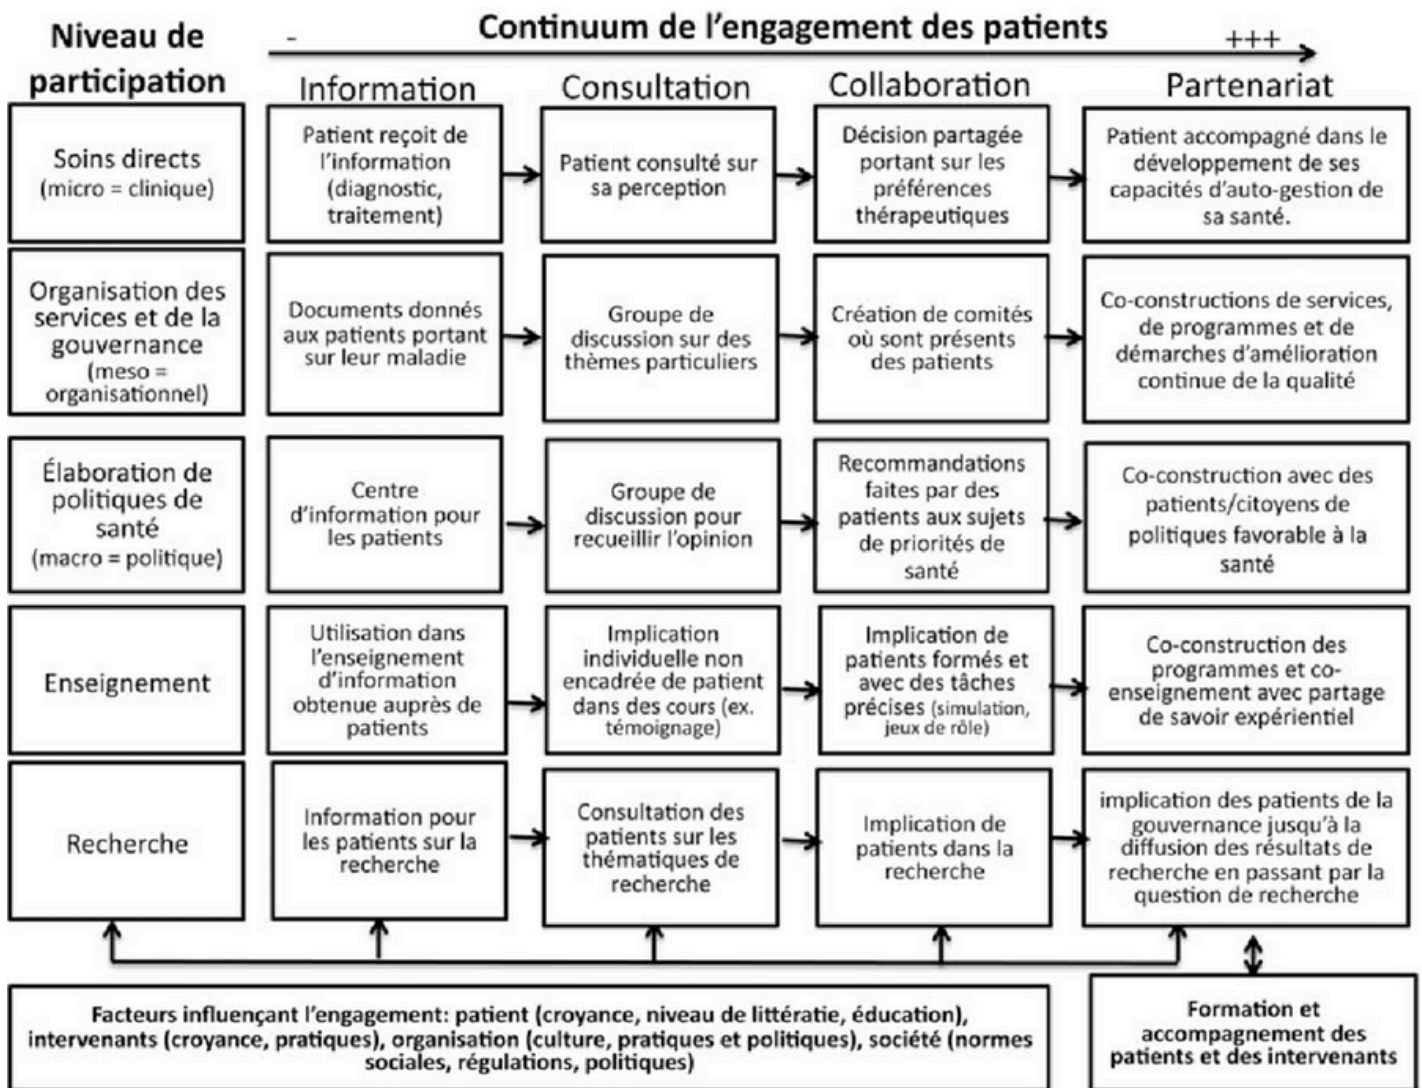 Niveau de
participation
Continuum de l'engagement des patients
- +++
Information
Consultation
Collaboration
Partenariat
Soins directs
(micro = clinique)
Patient reçoit de
l'information
(diagnostic,
traitement)
Patient consulté sur
sa perception
Décision partagée
portant sur les
préférences
thérapeutiques
Patient accompagné dans le
développement de ses
capacités d'auto-gestion de
sa santé.
Organisation des
services et de la
gouvernance
(meso =
organisationnel)
Documents donnés
aux patients portant
sur leur maladie
Groupe de
discussion sur des
thèmes particuliers
Création de comités
où sont présents
des patients
Co-constructions de services,
de programmes et de
démarches d'amélioration
continue de la qualité
Élaboration de
politiques de
santé
(macro = politique)
Centre
d'information pour
les patients
Groupe de
discussion pour
recueillir l'opinion
Recommandations
faites par des
patients aux sujets
de priorités de
santé
Co-construction avec des
patients/citoyens de
politiques favorable à la
santé
Enseignement
Utilisation dans
l'enseignement
d'information
obtenue auprès de
patients
Implication
individuelle non
encadrée de patient
dans des cours (ex.
témoignage)
Implication de
patients formés et
avec des tâches
précises (simulation,
jeux de rôle)
Co-construction des
programmes et co-
enseignement avec partage
de savoir expérientiel
Recherche
Information pour
les patients sur la
recherche
Consultation des
patients sur les
thématiques de
recherche
Implication de
patients dans la
recherche
implication des patients de la
gouvernance jusqu'à la
diffusion des résultats de
recherche en passant par la
question de recherche
Facteurs influençant l'engagement: patient (croyance, niveau de littératie, éducation),
intervenants (croyance, pratiques), organisation (culture, pratiques et politiques), société (normes
sociales, régulations, politiques)
Formation et
accompagnement des
patients et des intervenants